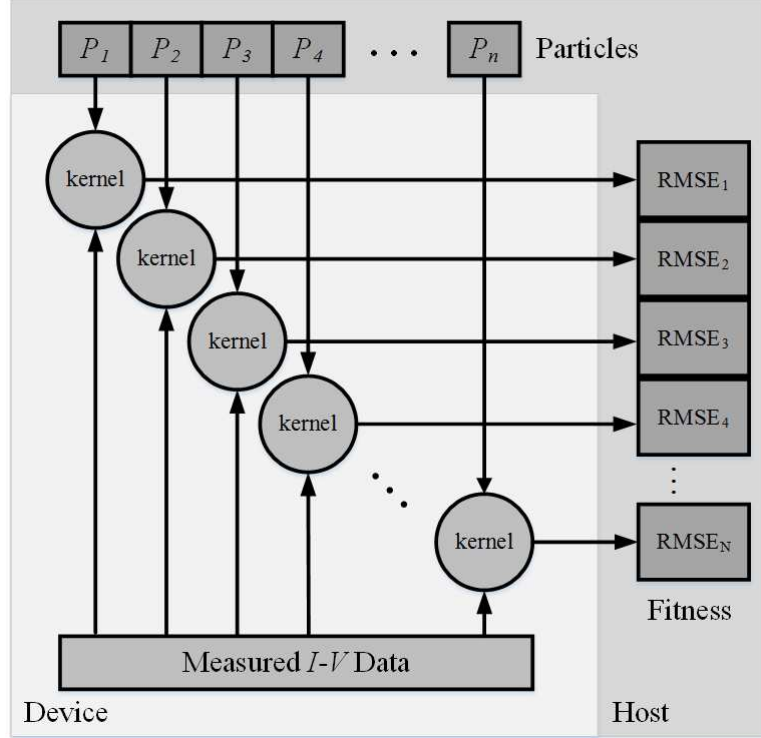 P1 P2 P3 P4 ... Pn Particles
kernel RMSE1
kernel RMSE2
kernel RMSE3
kernel RMSE4
kernel RMSEN
Fitness
Measured I-V Data
Device Host